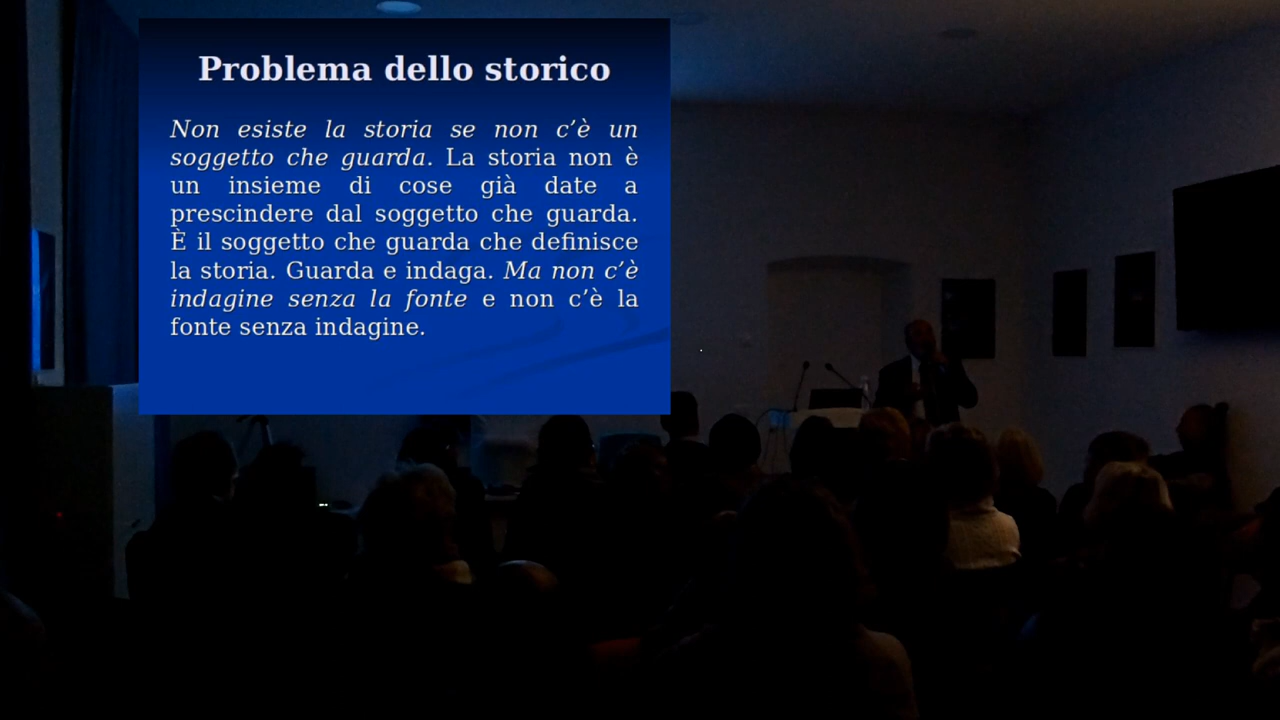 Problema dello storico
Non esiste la storia se non c’è un
soggetto che guarda. La storia non è
un insieme di cose già date a
prescindere dal soggetto che guarda.
È il soggetto che guarda che definisce
la storia. Guarda e indaga. Ma non c’è
indagine senza la fonte e non c’è la
fonte senza indagine.